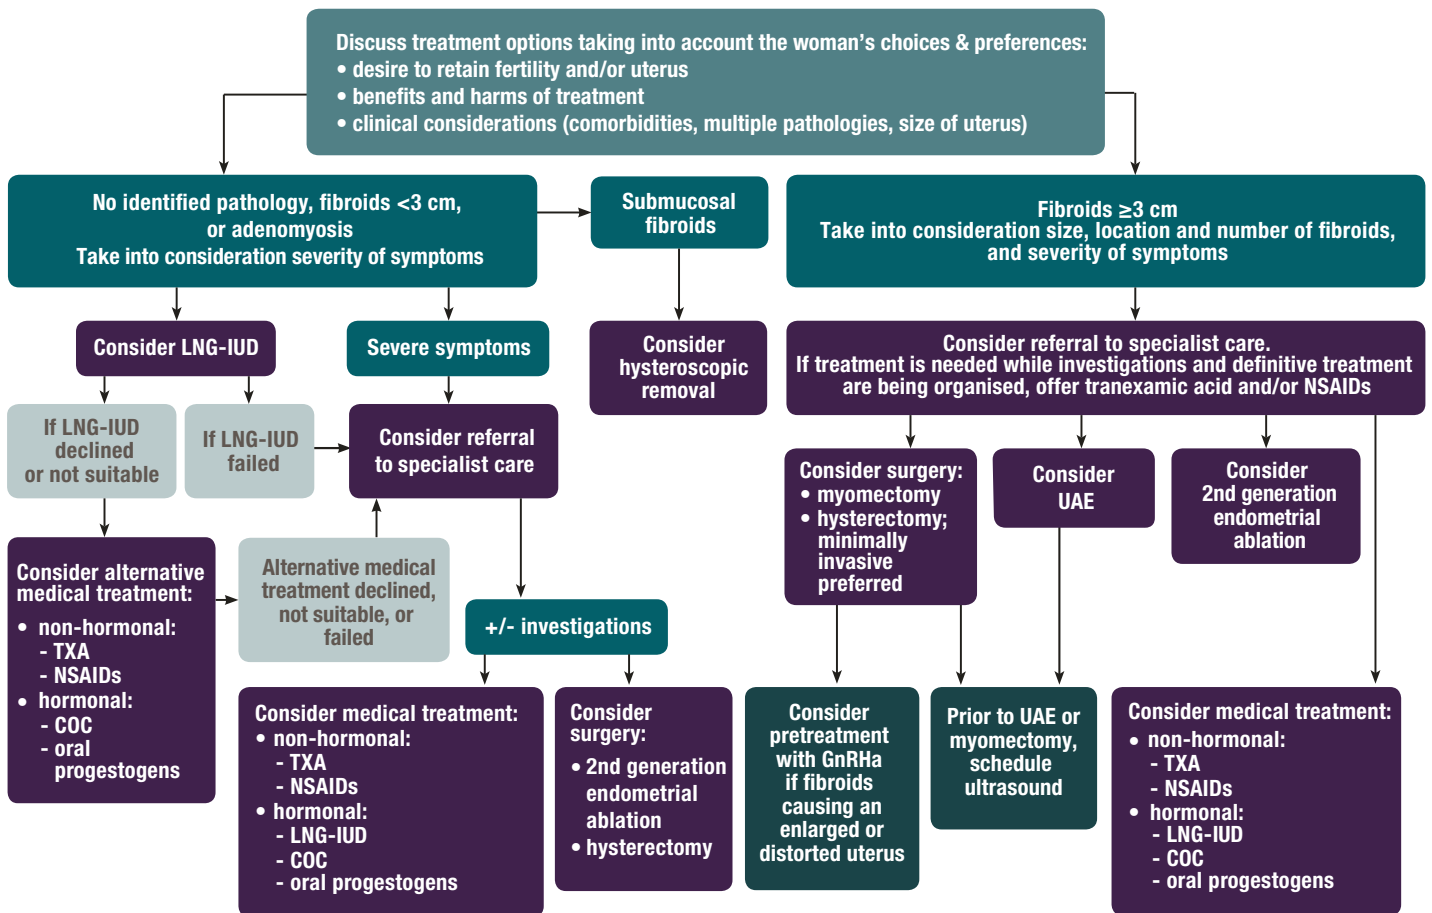 Discuss treatment options taking into account the woman's choices & preferences:
• desire to retain fertility and/or uterus
• benefits and harms of treatment
• clinical considerations (comorbidities, multiple pathologies, size of uterus)
No identified pathology, fibroids <3 cm,
or adenomyosis
Take into consideration severity of symptoms
Submucosal
fibroids
Fibroids ≥3 cm
Take into consideration size, location and number of fibroids,
and severity of symptoms
Consider LNG-IUD
Severe symptoms
Consider
hysteroscopic
removal
Consider referral to specialist care.
If treatment is needed while investigations and definitive treatment
are being organised, offer tranexamic acid and/or NSAIDs
If LNG-IUD
declined
or not suitable
If LNG-IUD
failed
Consider referral
to specialist care
Consider surgery:
• myomectomy
• hysterectomy;
minimally
invasive
preferred
Consider
UAE
Consider
2nd generation
endometrial
ablation
Consider alternative
medical treatment:
• non-hormonal:
- TXA
- NSAIDs
• hormonal:
- COC
- oral
progestogens
Alternative medical
treatment declined,
not suitable, or
failed
+/- investigations
Consider medical treatment:
• non-hormonal:
- TXA
- NSAIDs
• hormonal:
- LNG-IUD
- COC
- oral progestogens
Consider
surgery:
• 2nd generation
endometrial
ablation
• hysterectomy
Consider
pretreatment
with GnRHa
if fibroids
causing an
enlarged or
distorted uterus
Prior to UAE or
myomectomy,
schedule
ultrasound
Consider medical treatment:
• non-hormonal:
- TXA
- NSAIDs
• hormonal:
- LNG-IUD
- COC
- oral progestogens